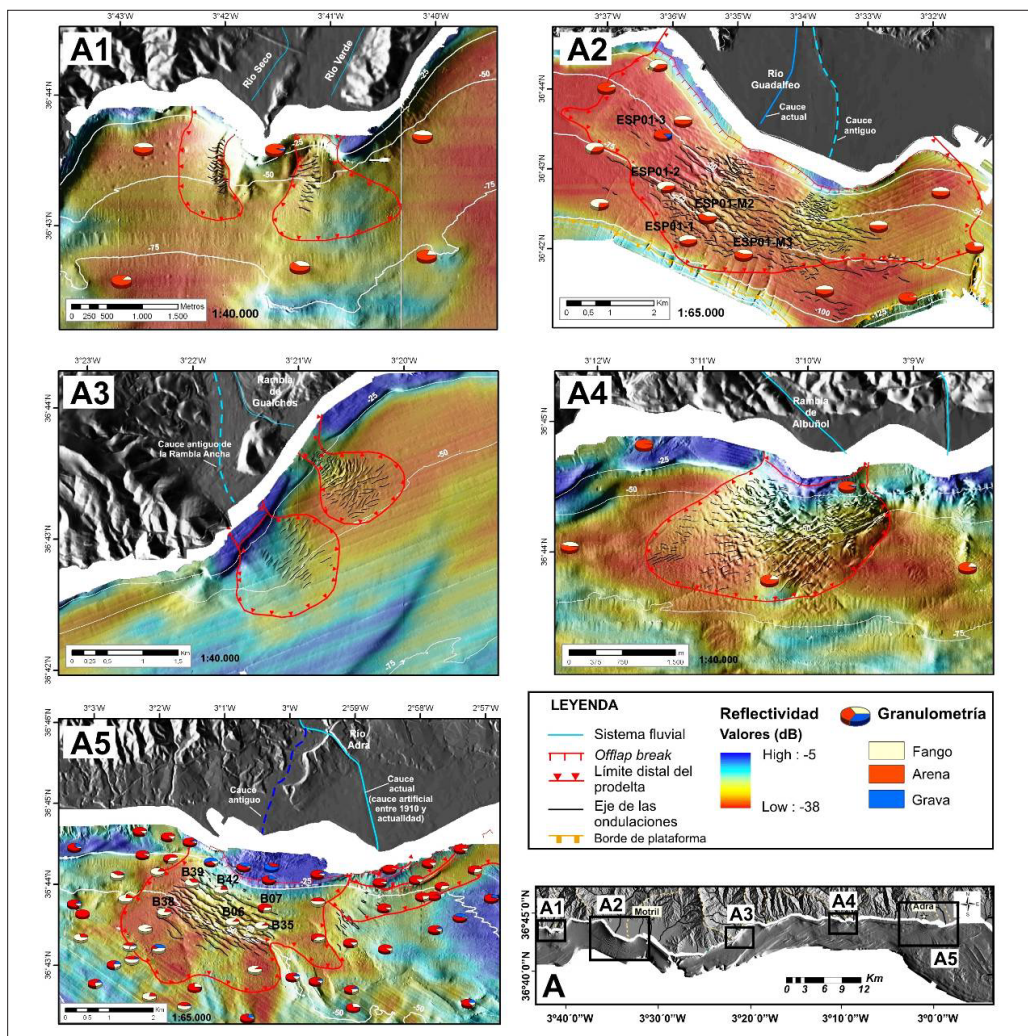 A1
3°43'W 3°42'W 3°41'W 3°40'W
36°44'N
36°43'N
Río Seco
Río Verde
-25
-50
-25
-50
-75
-75
Metros
0 250 500 1.000 1.500
1:40.000
A2
3°37'W 3°36'W 3°35'W 3°34'W 3°33'W 3°32'W
36°44'N
36°43'N
36°42'N
Río
Guadalfeo
Cauce
actual
Cauce
antiguo
ESP01-3
ESP01-2
ESP01-M2
ESP01-1
ESP01-M3
-75
-100
-125
Km
0 0,5 1 2
1:65.000
A3
3°23'W 3°22'W 3°21'W 3°20'W
36°44'N
36°43'N
36°42'N
Rambla
de
Gualchos
Cauce antiguo de
la Rambla Ancha
-25
-50
-75
-75
Km
0 0,25 0,5 1 1,5
1:40.000
A4
3°12'W 3°11'W 3°10'W 3°9'W
36°45'N
36°44'N
Rambla
de
Albuñol
-25
-50
-50
-75
m
0 375 750 1.500
1:40.000
A5
3°3'W 3°2'W 3°1'W 3°0'W 2°59'W 2°58'W 2°57'W
36°46'N
36°45'N
36°44'N
36°43'N
Río
Adra
Cauce
antiguo
Cauce
actual
(cauce artificial
entre 1910 y
actualidad)
B39
B42
B38
B07
B06
B35
-25
-50
Km
0 0,5 1 2
1:65.000
LEYENDA
Sistema fluvial
Offlap break
Límite distal del
prodelta
Eje de las
ondulaciones
Borde de plataforma
Reflectividad
Valores (dB)
High : -5
Low : -38
Granulometría
Fango
Arena
Grava
A1
A2
Motril
A3
A4
Adra
A5
A
36°45'0"N
36°40'0"N
3°40'0"W 3°30'0"W 3°20'0"W 3°10'0"W 3°0'0"W
0 3 6 9 12
Km